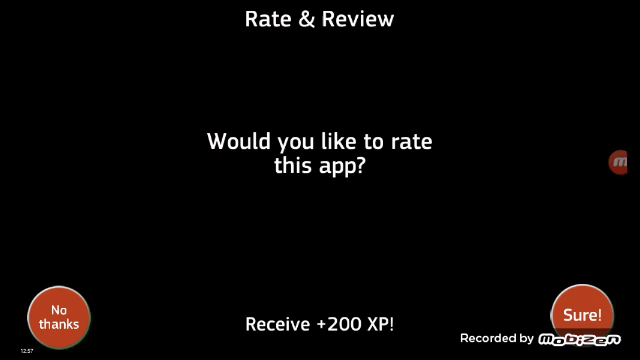 Rate & Review
Would you like to rate
this app?
No
thanks
Sure!
Receive +200 XP!
Recorded by mobizen
12:57
m